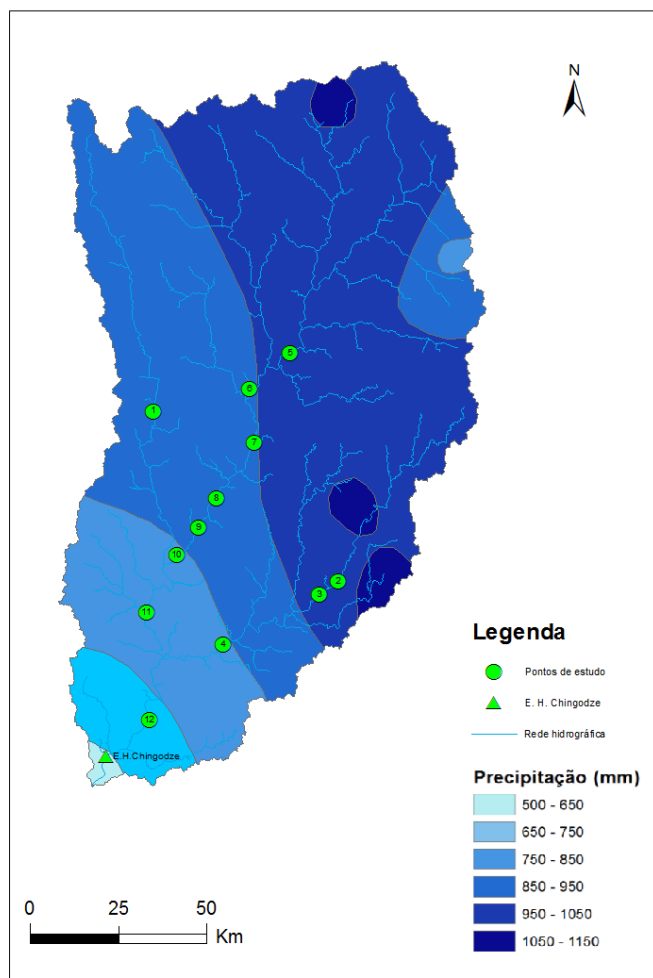 N
5
6
1
7
8
9
10
2
3
11
4
12
E.H.Chingodze
Legenda
Pontos de estudo
E. H. Chingodze
Rede hidrográfica
Precipitação (mm)
500 - 650
650 - 750
750 - 850
850 - 950
950 - 1050
1050 - 1150
0 25 50
Km